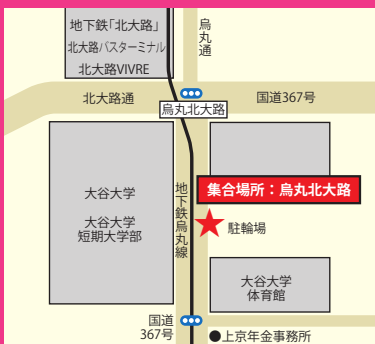 地下鉄「北大路」
北大路バスターミナル
北大路VIVRE
烏丸通
北大路通
国道367号
烏丸北大路
集合場所：烏丸北大路
大谷大学
大谷大学
短期大学部
地下鉄烏丸線
駐輪場
大谷大学
体育館
国道
367号
●上京年金事務所